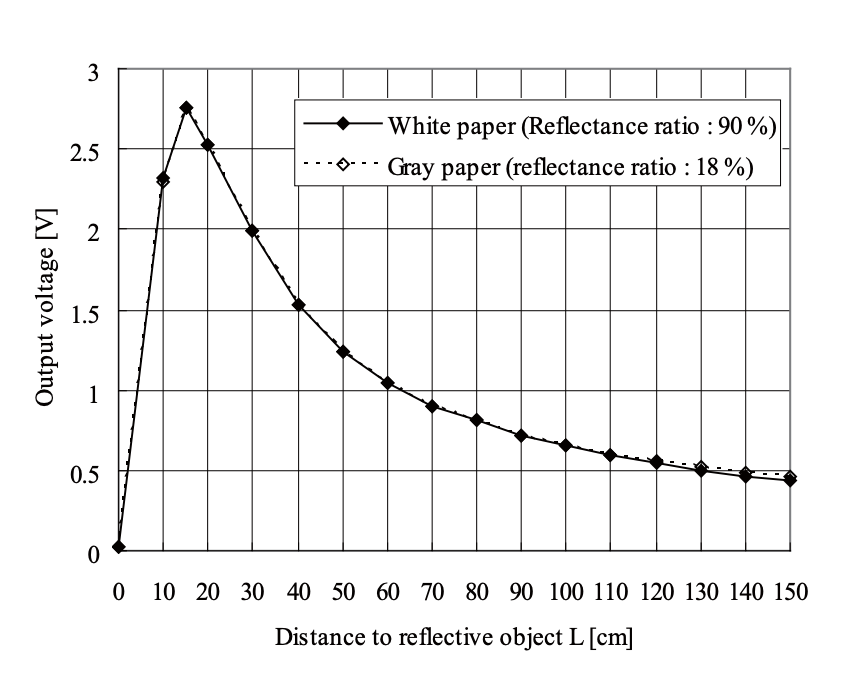 3
2.5
2
1.5
1
0.5
0
Output voltage [V]
White paper (Reflectance ratio : 90 %)
Gray paper (reflectance ratio : 18 %)
0 10 20 30 40 50 60 70 80 90 100 110 120 130 140 150
Distance to reflective object L [cm]